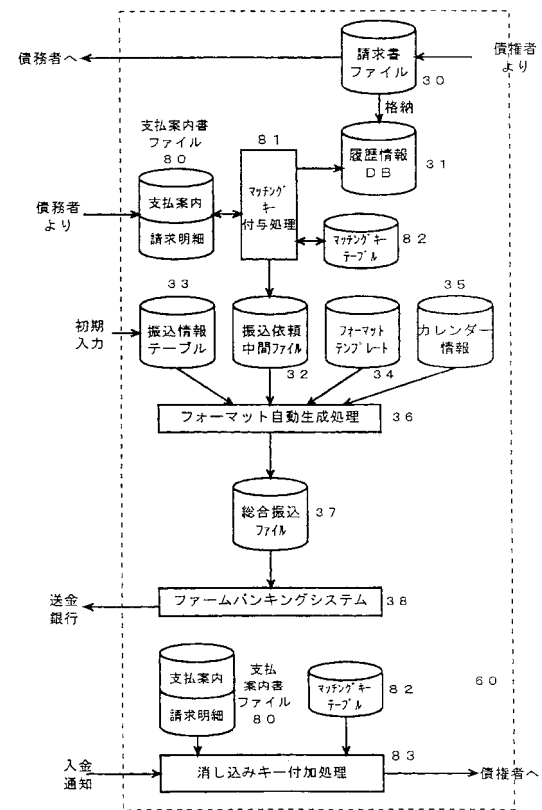 債務者へ
請求書
ファイル
30
債権者
より
格納
支払案内書
ファイル
80
81
履歴情報
DB
31
債務者
より
支払案内
請求明細
マッチング
キー
付与処理
マッチングキー
テーブル
82
33
35
初期
入力
振込情報
テーブル
振込依頼
中間ファイル
32
フォーマット
テンプレート
34
カレンダー
情報
フォーマット自動生成処理
36
総合振込
ファイル
37
送金
銀行
ファームバンキングシステム
38
支払案内
請求明細
支払
案内書
ファイル
80
マッチングキー
テーブル
82
60
83
入金
通知
消し込みキー付加処理
債権者へ